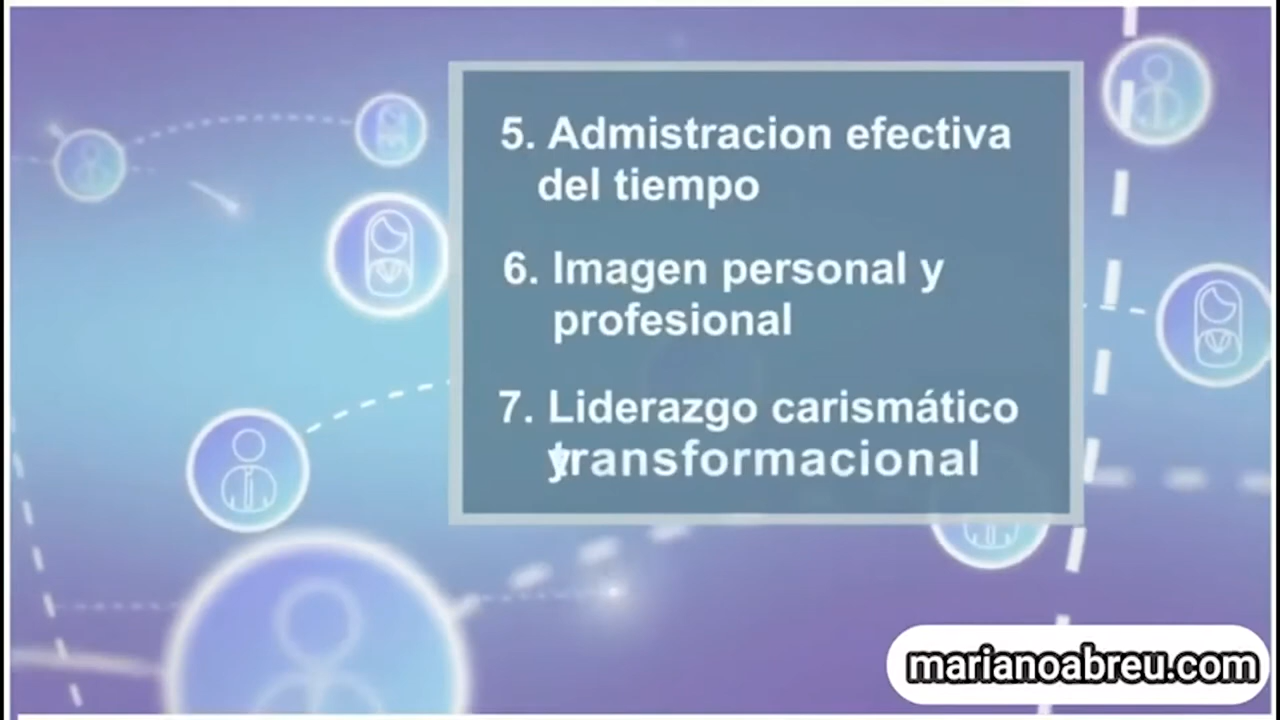 5. Admistracion efectiva
del tiempo
6. Imagen personal y
profesional
7. Liderazgo carismático
y transformacional
marianoabreu.com